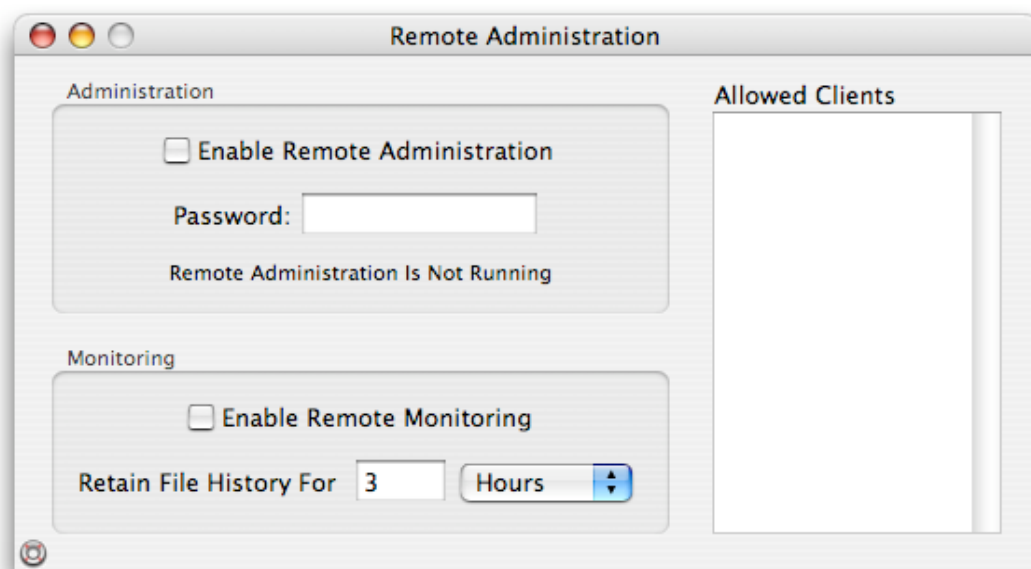 Remote Administration
Administration
Enable Remote Administration
Password:
Remote Administration Is Not Running
Monitoring
Enable Remote Monitoring
Retain File History For 3 Hours
Allowed Clients